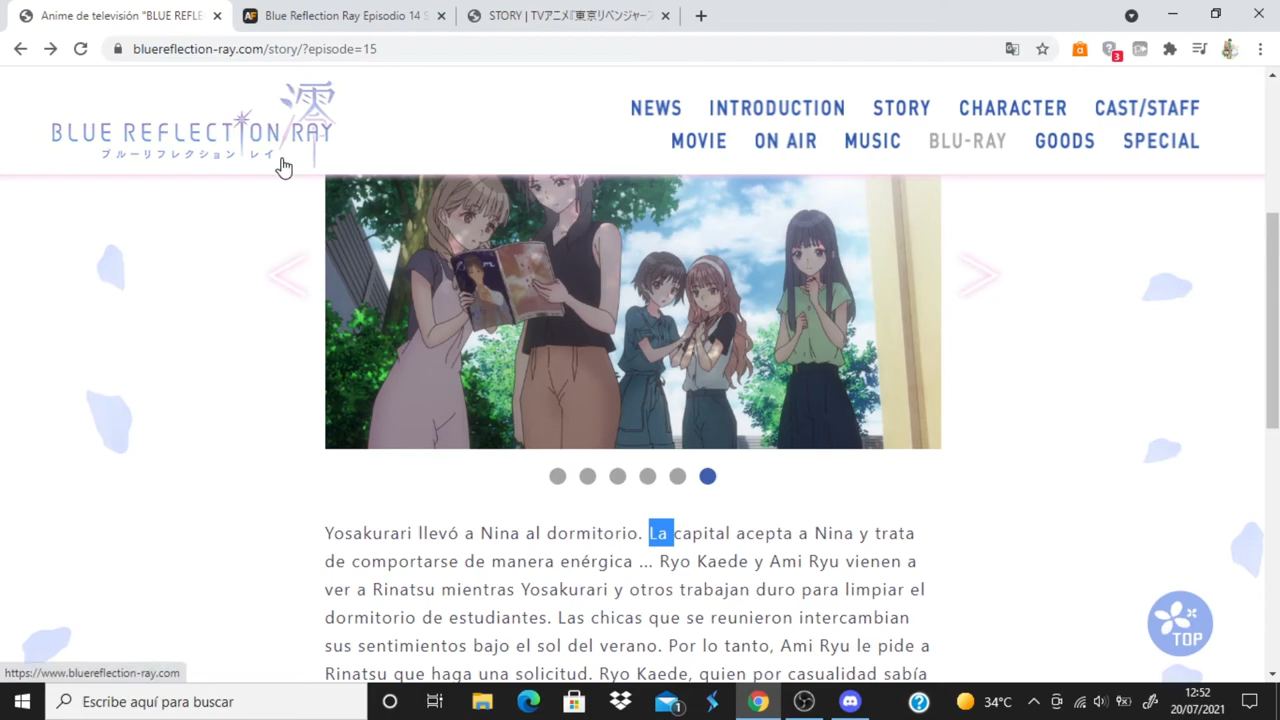 Anime de televisión "BLUE REFLE
Blue Reflection Ray Episodio 14 S
STORY | TVアニメ『東京リベンジャーズ
bluereflection-ray.com/story/?episode=15
3
澪
BLUE REFLECTION RAY
ブルーリフレクション レイ
NEWS INTRODUCTION STORY CHARACTER CAST/STAFF
MOVIE ON AIR MUSIC BLU-RAY GOODS SPECIAL
Yosakurari llevó a Nina al dormitorio. La capital acepta a Nina y trata
de comportarse de manera enérgica ... Ryo Kaede y Ami Ryu vienen a
ver a Rinatsu mientras Yosakurari y otros trabajan duro para limpiar el
dormitorio de estudiantes. Las chicas que se reunieron intercambian
sus sentimientos bajo el sol del verano. Por lo tanto, Ami Ryu le pide a
Rinatsu que haga una solicitud. Ryo Kaede, quien por casualidad sabía
TOP
https://www.bluereflection-ray.com
Escribe aquí para buscar
1
34°C
12:52
20/07/2021